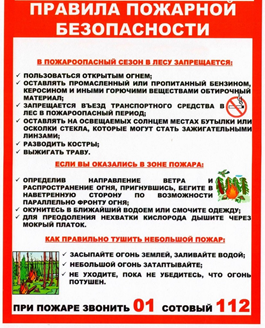 ПРАВИЛА ПОЖАРНОЙ
БЕЗОПАСНОСТИ
В ПОЖАРООПАСНЫЙ СЕЗОН В ЛЕСУ ЗАПРЕЩАЕТСЯ:
ПОЛЬЗОВАТЬСЯ ОТКРЫТЫМ ОГНЕМ;
ОСТАВЛЯТЬ ПРОМАСЛЕННЫЙ ИЛИ ПРОПИТАННЫЙ БЕНЗИНОМ,
КЕРОСИНОМ И ИНЫМИ ГОРЮЧИМИ ВЕЩЕСТВАМИ ОБТИРОЧНЫЙ
МАТЕРИАЛ;
ЗАПРЕЩАЕТСЯ ВЪЕЗД ТРАНСПОРТНОГО СРЕДСТВА В
ЛЕС В ПОЖАРООПАСНЫЙ ПЕРИОД;
ОСТАВЛЯТЬ НА ОСВЕЩАЕМЫХ СОЛНЦЕМ МЕСТАХ БУТЫЛКИ ИЛИ
ОСКОЛКИ СТЕКЛА, КОТОРЫЕ МОГУТ СТАТЬ ЗАЖИГАТЕЛЬНЫМИ
ЛИНЗАМИ;
РАЗВОДИТЬ КОСТРЫ;
ВЫЖИГАТЬ ТРАВУ.
ЕСЛИ ВЫ ОКАЗАЛИСЬ В ЗОНЕ ПОЖАРА:
ОПРЕДЕЛИВ НАПРАВЛЕНИЕ ВЕТРА И
РАСПРОСТРАНЕНИЕ ОГНЯ, ПРИГНУВШИСЬ, БЕГИТЕ В
НАВЕТРЕННУЮ СТОРОНУ ПО ВОЗМОЖНОСТИ
ПАРАЛЛЕЛЬНО ФРОНТУ ОГНЯ;
ОКУНИТЕСЬ В БЛИЖАЙШИЙ ВОДОЕМ ИЛИ СМОЧИТЕ ОДЕЖДУ;
ДЛЯ ПРЕОДОЛЕНИЯ НЕХВАТКИ КИСЛОРОДА ДЫШИТЕ ЧЕРЕЗ
МОКРЫЙ ПЛАТОК.
КАК ПРАВИЛЬНО ТУШИТЬ НЕБОЛЬШОЙ ПОЖАР:
ЗАСЫПАЙТЕ ОГОНЬ ЗЕМЛЕЙ, ЗАЛИВАЙТЕ ВОДОЙ;
НЕБОЛЬШОЙ ОГОНЬ ЗАТАПТЫВАЙТЕ;
НЕ УХОДИТЕ, ПОКА НЕ УБЕДИТЕСЬ, ЧТО ОГОНЬ
ПОТУШЕН.
ПРИ ПОЖАРЕ ЗВОНИТЬ 01 СОТОВЫЙ 112